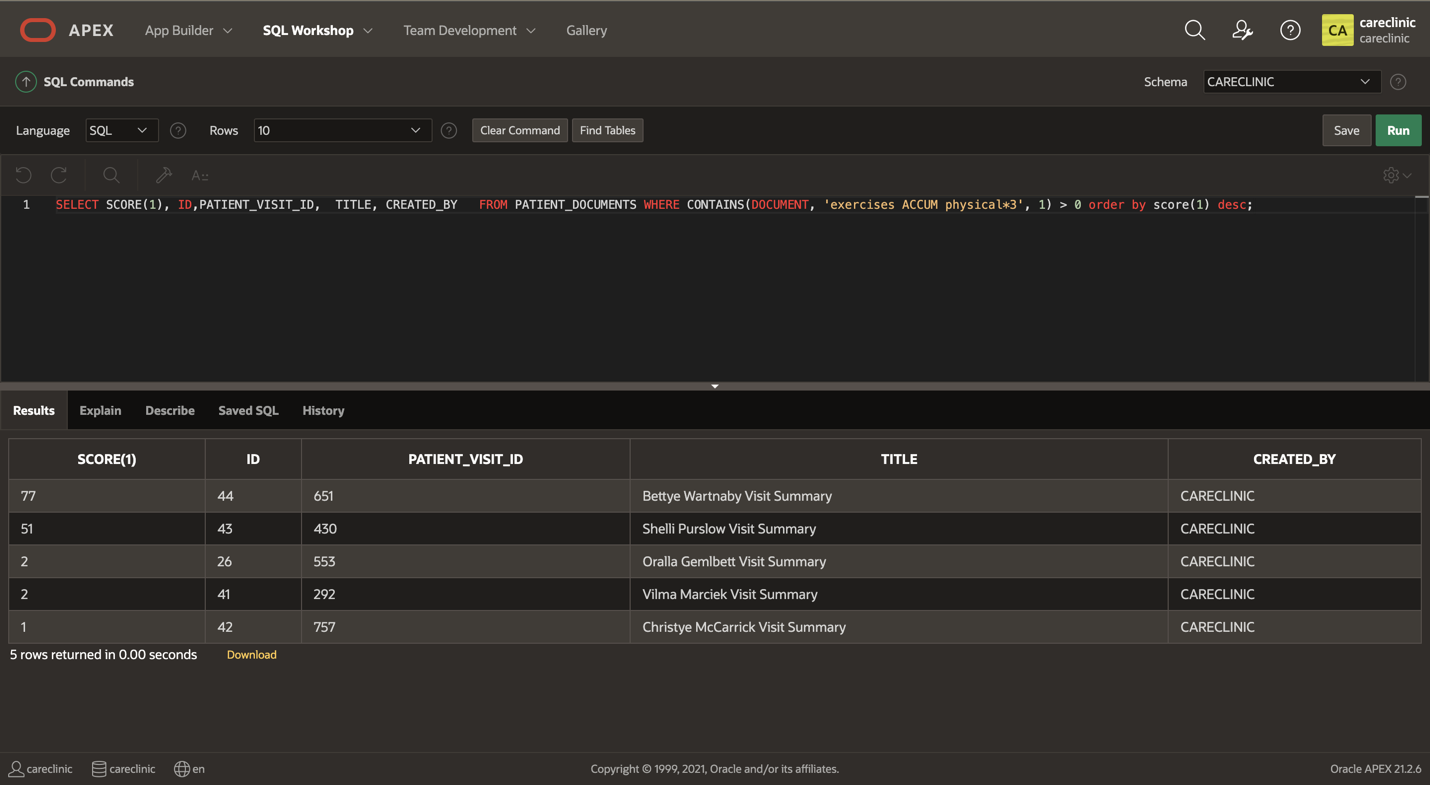 APEX App Builder SQL Workshop Team Development Gallery CA careclinic
careclinic
SQL Commands Schema CARECLINIC
Language SQL Rows 10 Clear Command Find Tables Save Run
A::
1 SELECT SCORE(1), ID,PATIENT_VISIT_ID, TITLE, CREATED_BY FROM PATIENT_DOCUMENTS WHERE CONTAINS(DOCUMENT, 'exercises ACCUM physical*3', 1) > 0 order by score(1) desc;
Results Explain Describe Saved SQL History
SCORE(1) ID PATIENT_VISIT_ID TITLE CREATED_BY
77 44 651 Bettye Wartnaby Visit Summary CARECLINIC
51 43 430 Shelli Purslow Visit Summary CARECLINIC
2 26 553 Oralla Gemlbett Visit Summary CARECLINIC
2 41 292 Vilma Marciek Visit Summary CARECLINIC
1 42 757 Christye McCarrick Visit Summary CARECLINIC
5 rows returned in 0.00 seconds Download
careclinic careclinic en Copyright © 1999, 2021, Oracle and/or its affiliates. Oracle APEX 21.2.6